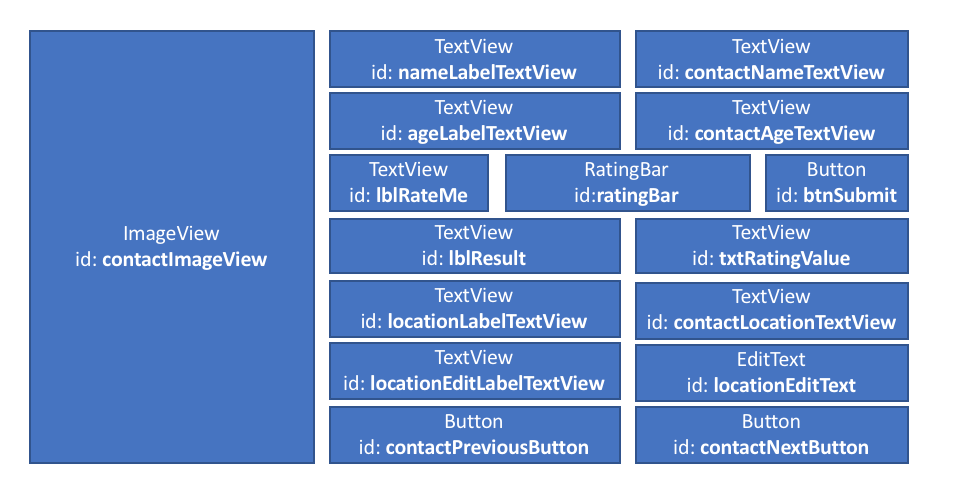 ImageView
id: contactImageView
TextView
id: nameLabelTextView
TextView
id: contactNameTextView
TextView
id: ageLabelTextView
TextView
id: contactAgeTextView
TextView
id: lblRateMe
RatingBar
id:ratingBar
Button
id: btnSubmit
TextView
id: lblResult
TextView
id: txtRatingValue
TextView
id: locationLabelTextView
TextView
id: contactLocationTextView
TextView
id: locationEditLabelTextView
EditText
id: locationEditText
Button
id: contactPreviousButton
Button
id: contactNextButton